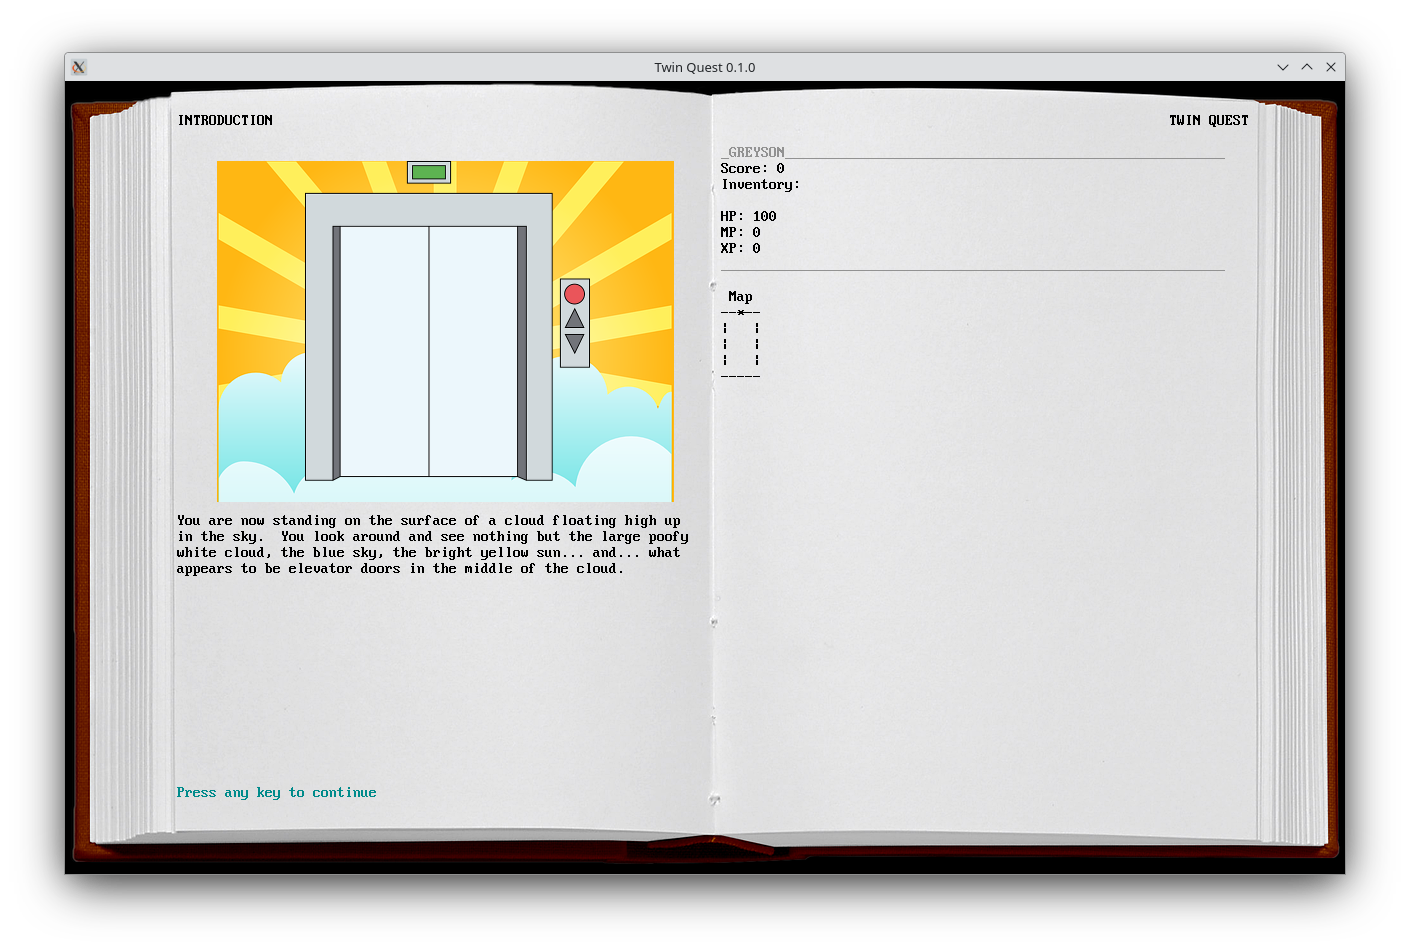 Twin Quest 0.1.0
INTRODUCTION
You are now standing on the surface of a cloud floating high up
in the sky.  You look around and see nothing but the large poofy
white cloud, the blue sky, the bright yellow sun... and... what
appears to be elevator doors in the middle of the cloud.
Press any key to continue
TWIN QUEST
_GREYSON_______________________________________________________
Score: 0
Inventory:
HP: 100
MP: 0
XP: 0
_______________________________________________________________
Map
--*--
¦   ¦
¦   ¦
¦   ¦
-----